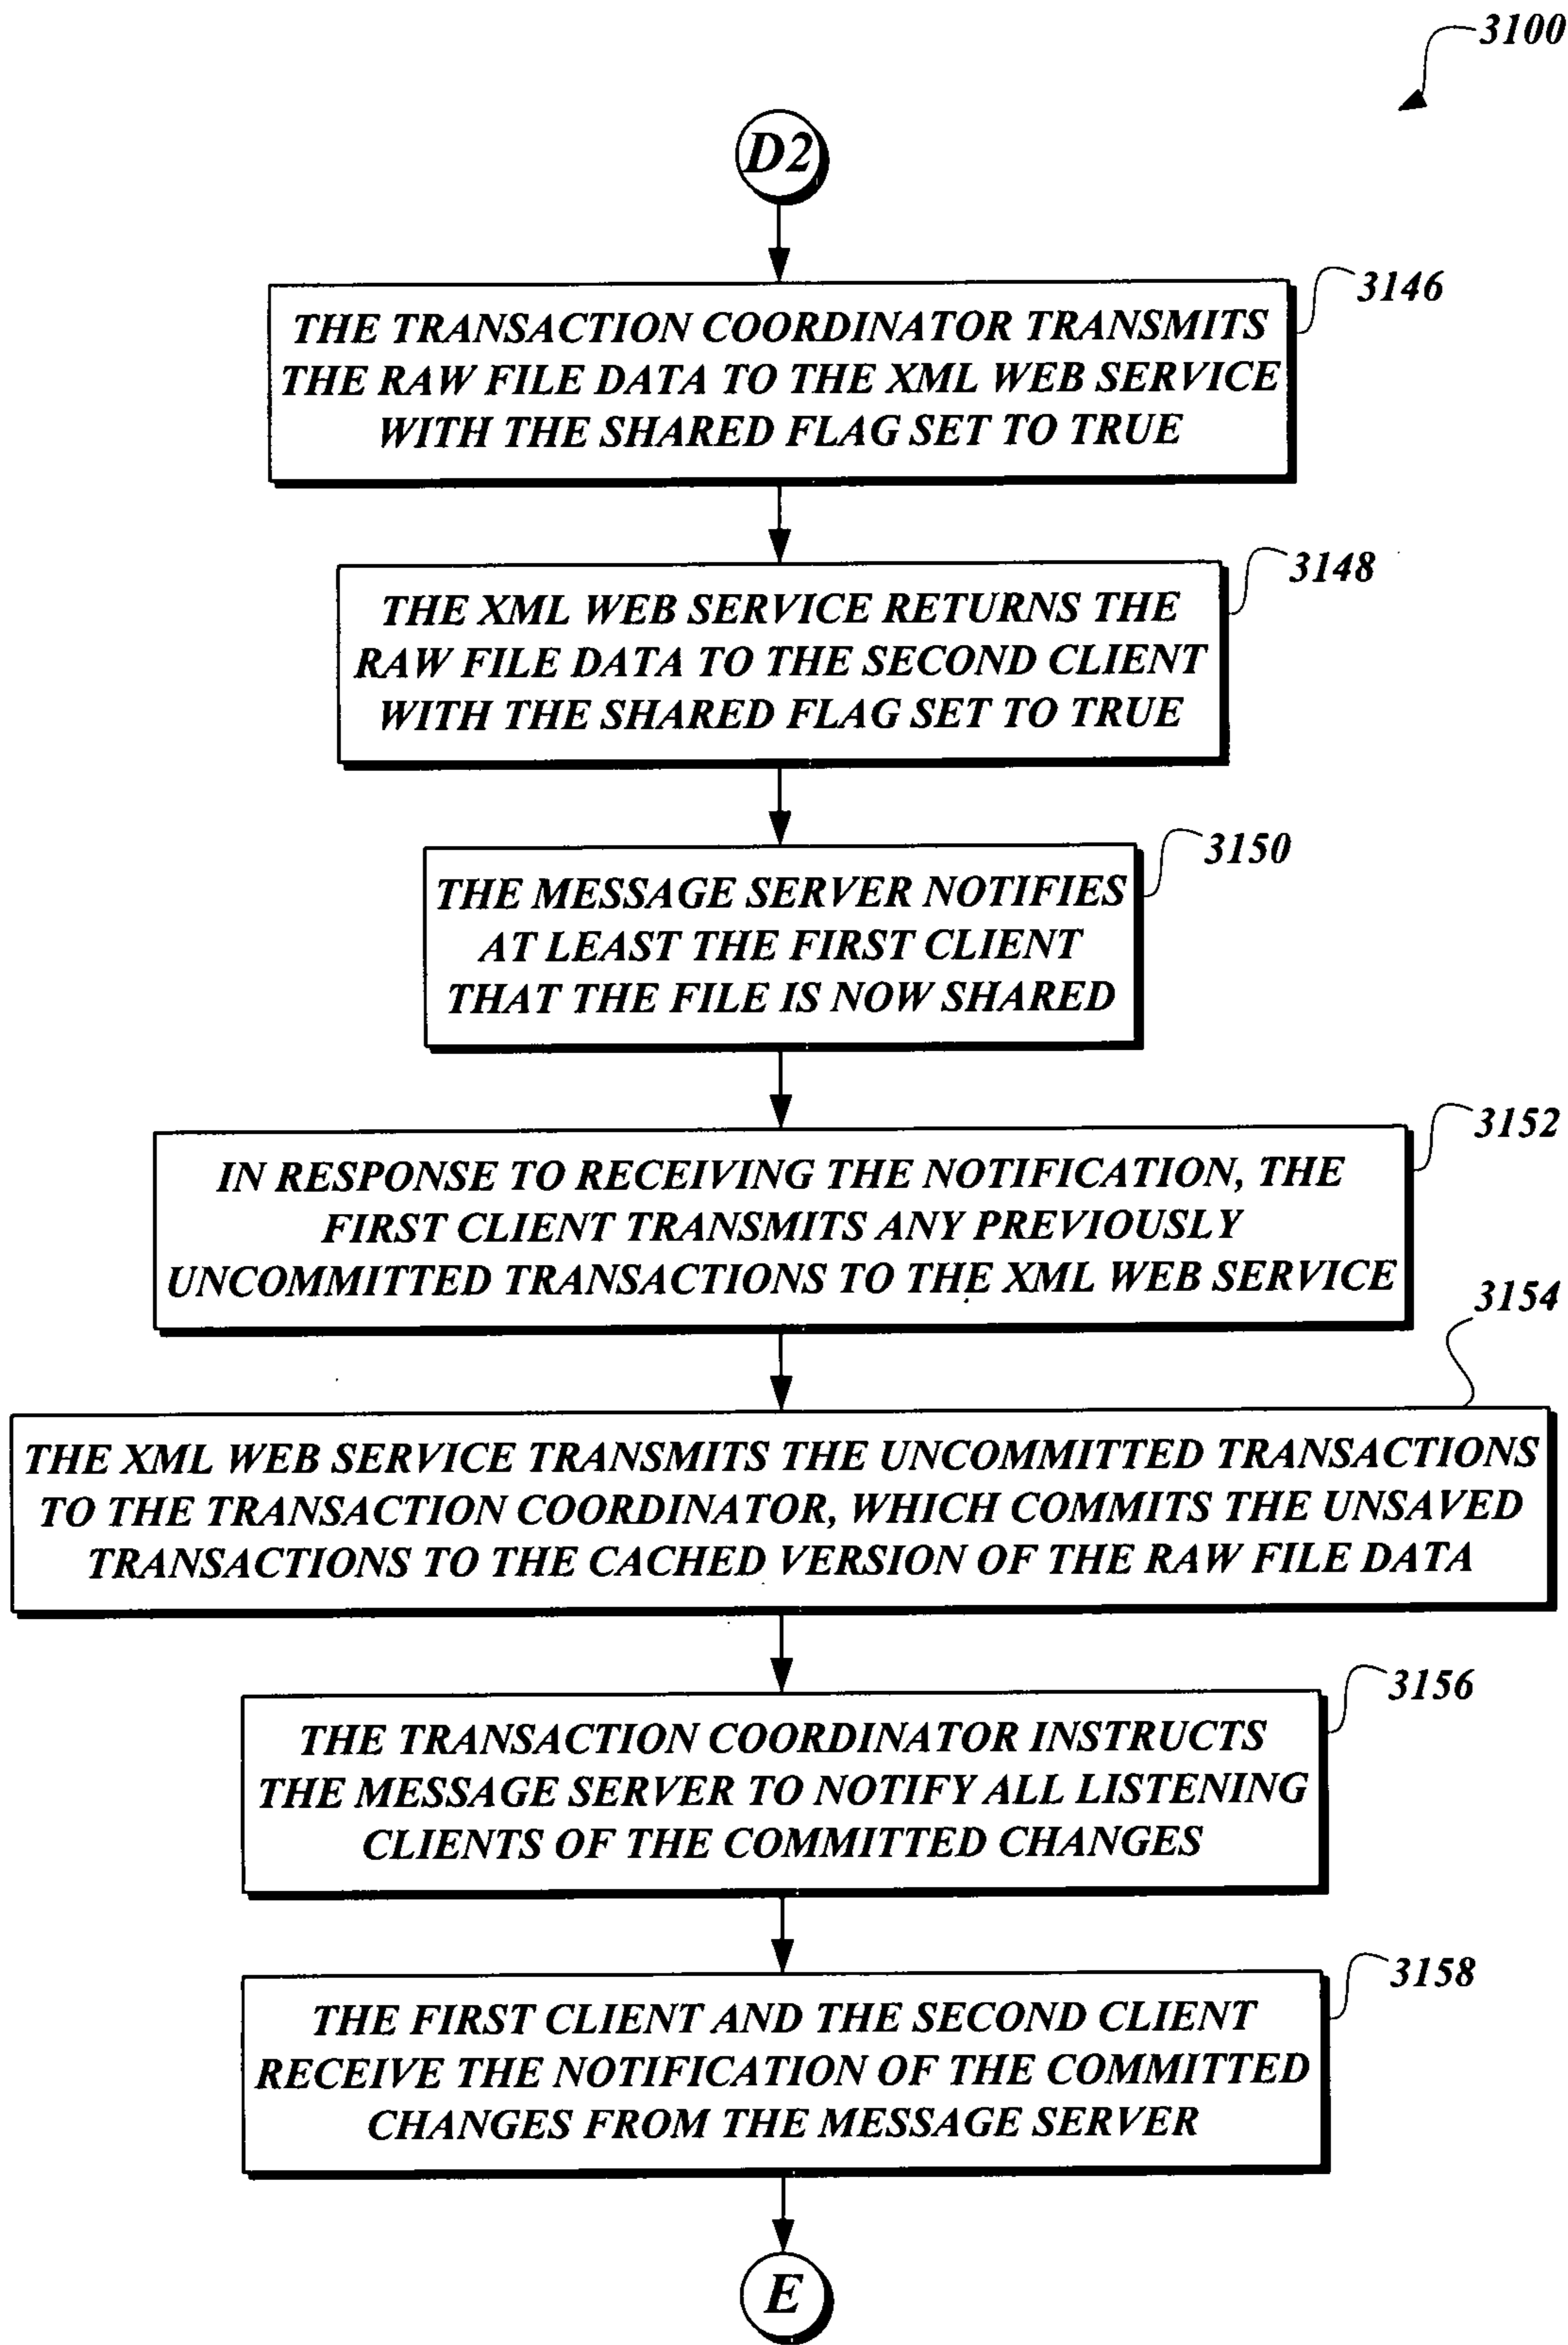 3100
D2
3146
THE TRANSACTION COORDINATOR TRANSMITS
THE RAW FILE DATA TO THE XML WEB SERVICE
WITH THE SHARED FLAG SET TO TRUE
3148
THE XML WEB SERVICE RETURNS THE
RAW FILE DATA TO THE SECOND CLIENT
WITH THE SHARED FLAG SET TO TRUE
3150
THE MESSAGE SERVER NOTIFIES
AT LEAST THE FIRST CLIENT
THAT THE FILE IS NOW SHARED
3152
IN RESPONSE TO RECEIVING THE NOTIFICATION, THE
FIRST CLIENT TRANSMITS ANY PREVIOUSLY
UNCOMMITTED TRANSACTIONS TO THE XML WEB SERVICE
3154
THE XML WEB SERVICE TRANSMITS THE UNCOMMITTED TRANSACTIONS
TO THE TRANSACTION COORDINATOR, WHICH COMMITS THE UNSAVED
TRANSACTIONS TO THE CACHED VERSION OF THE RAW FILE DATA
3156
THE TRANSACTION COORDINATOR INSTRUCTS
THE MESSAGE SERVER TO NOTIFY ALL LISTENING
CLIENTS OF THE COMMITTED CHANGES
3158
THE FIRST CLIENT AND THE SECOND CLIENT
RECEIVE THE NOTIFICATION OF THE COMMITTED
CHANGES FROM THE MESSAGE SERVER
E